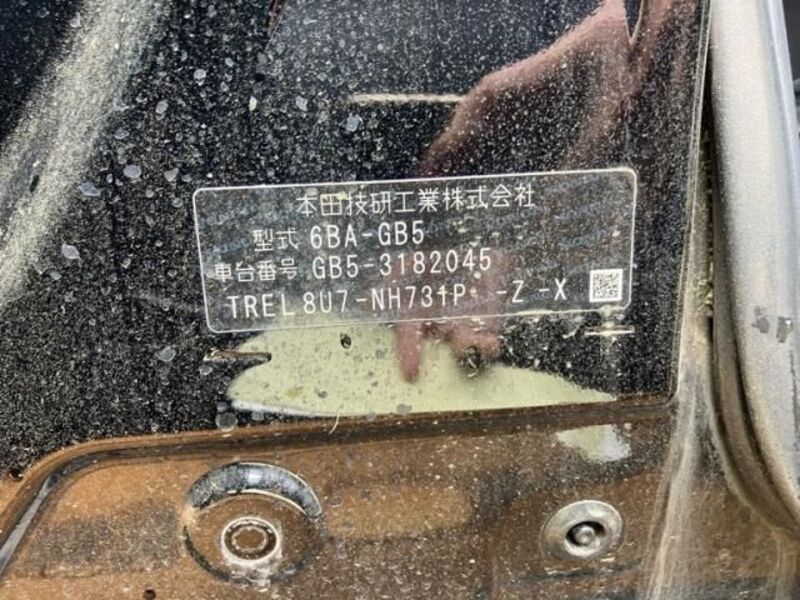 本田技研工業株式会社
型式 6BA-GB5
車台番号 GB5-3182045
TREL 8U7-NH731P -Z -X